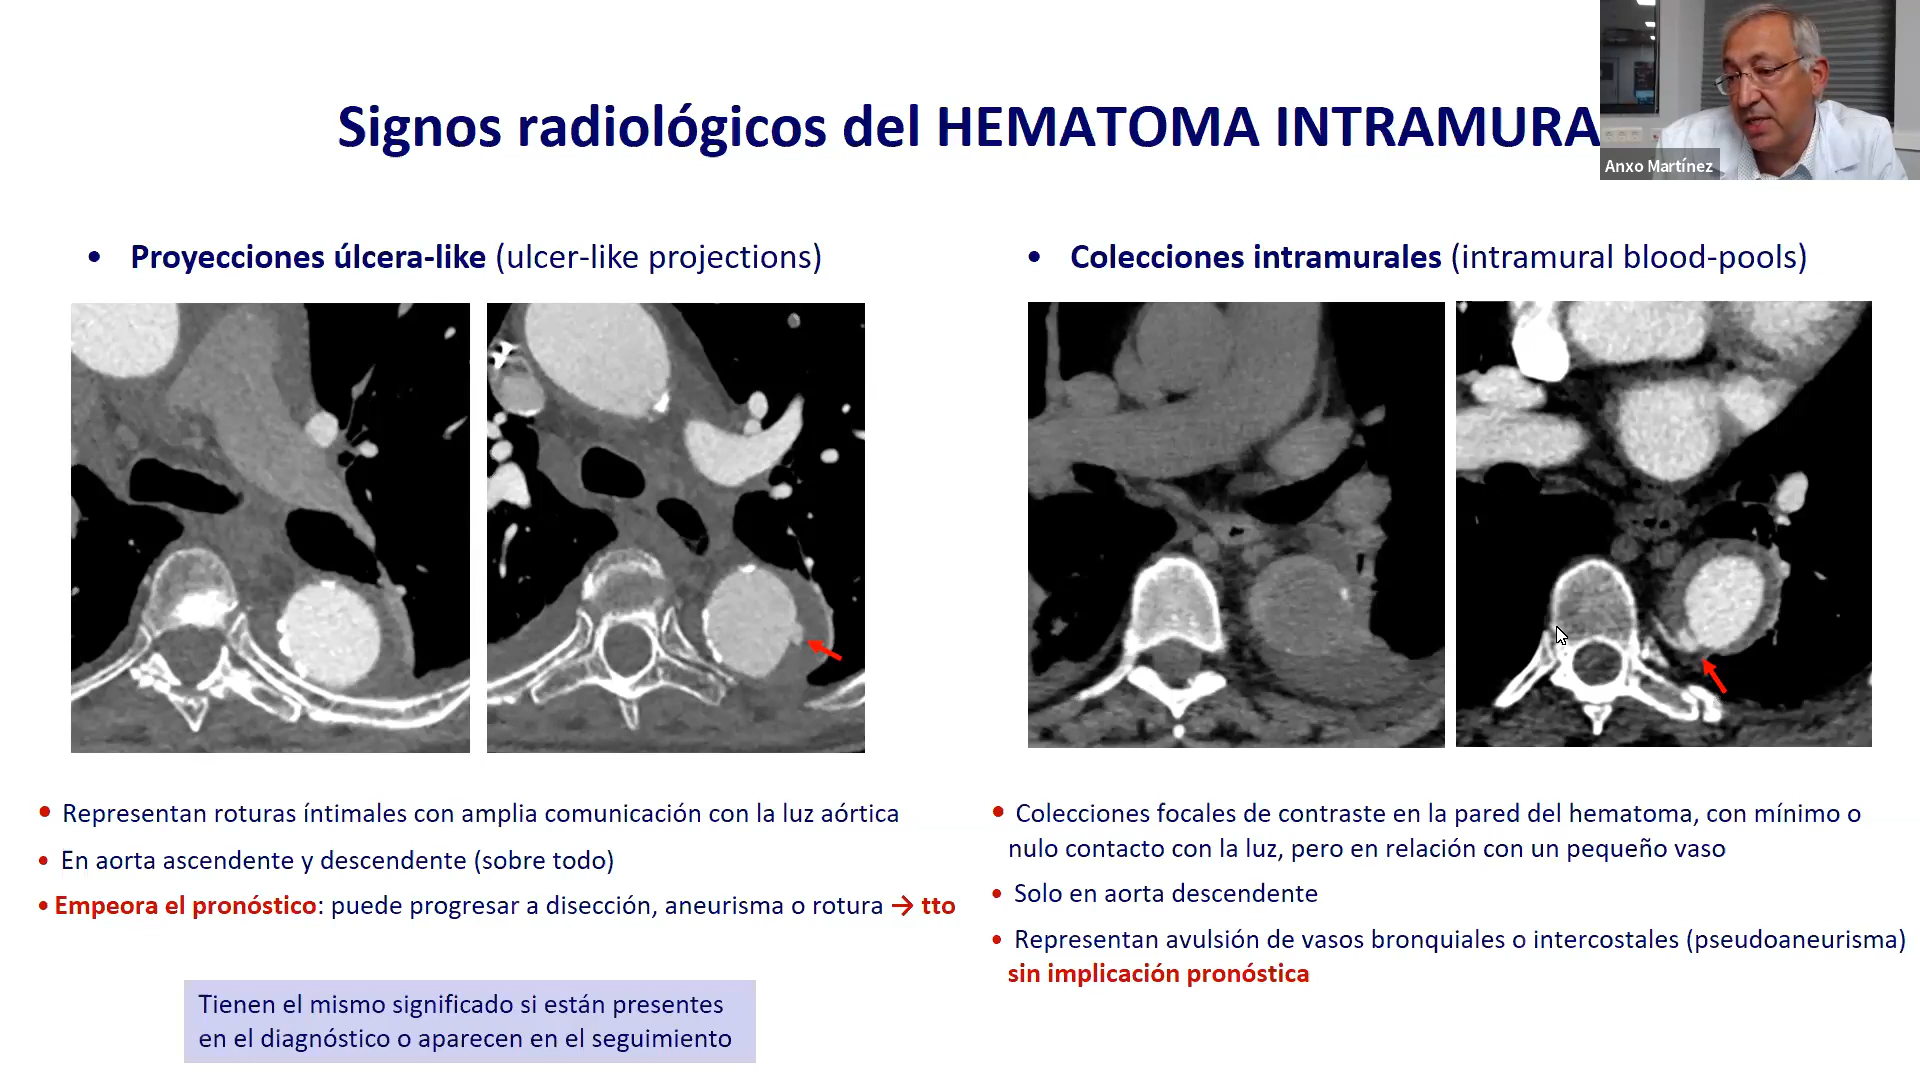 Signos radiológicos del HEMATOMA INTRAMURA
Anxo Martínez
• Proyecciones úlcera-like (ulcer-like projections)
• Representan roturas íntimales con amplia comunicación con la luz aórtica
• En aorta ascendente y descendente (sobre todo)
• Empeora el pronóstico: puede progresar a disección, aneurisma o rotura → tto
Tienen el mismo significado si están presentes
en el diagnóstico o aparecen en el seguimiento
• Colecciones intramurales (intramural blood-pools)
• Colecciones focales de contraste en la pared del hematoma, con mínimo o
nulo contacto con la luz, pero en relación con un pequeño vaso
• Solo en aorta descendente
• Representan avulsión de vasos bronquiales o intercostales (pseudoaneurisma)
sin implicación pronóstica